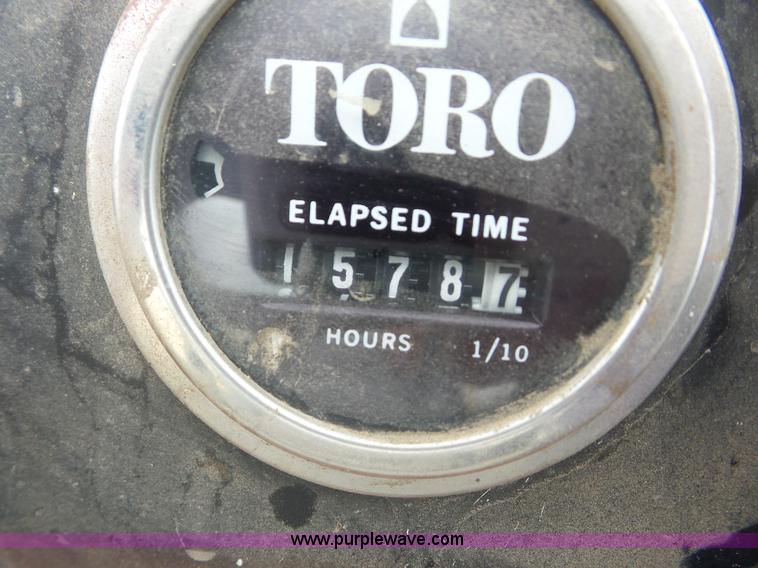 TORO
ELAPSED TIME
1 5 7 8 7
HOURS 1/10
www.purplewave.com